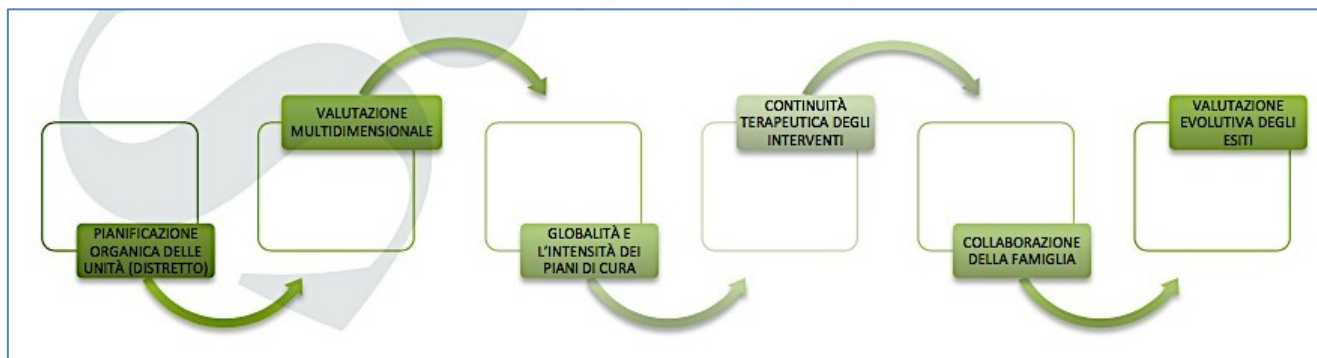 PIANIFICAZIONE
ORGANICA DELLE
UNITÀ (DISTRETTO)
VALUTAZIONE
MULTIDIMENSIONALE
GLOBALITÀ E
L'INTENSITÀ DEI
PIANI DI CURA
CONTINUITÀ
TERAPEUTICA DEGLI
INTERVENTI
COLLABORAZIONE
DELLA FAMIGLIA
VALUTAZIONE
EVOLUTIVA DEGLI
ESITI